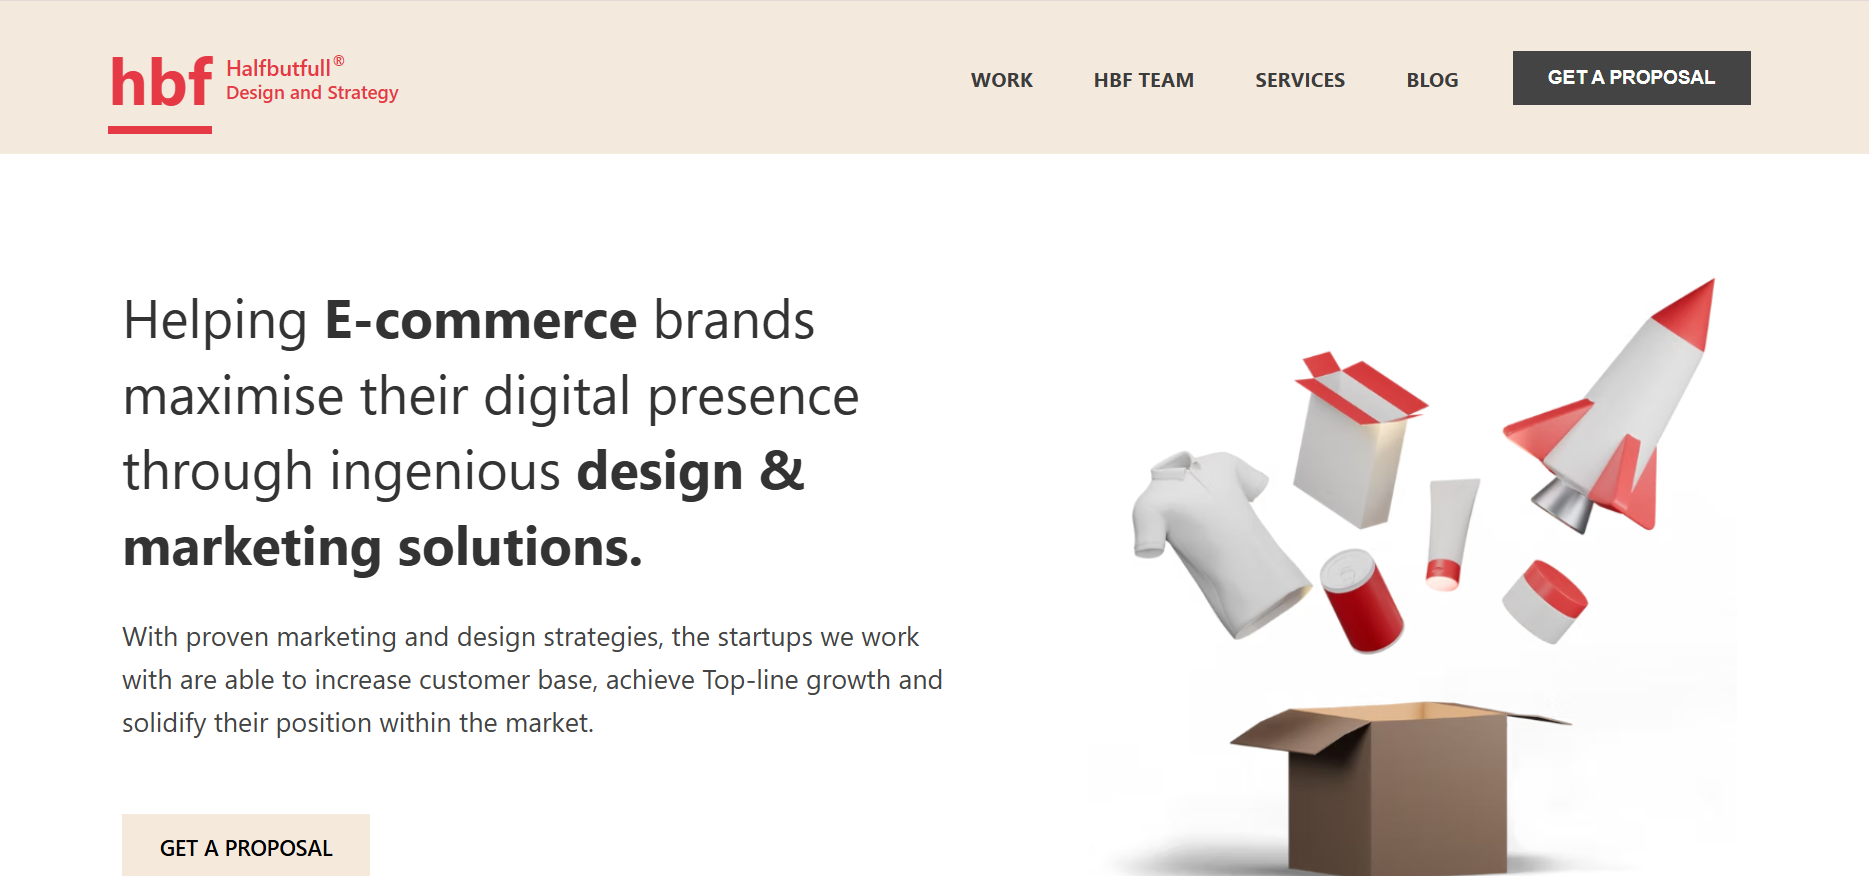 hbf
Halfbutfull®
Design and Strategy
WORK
HBF TEAM
SERVICES
BLOG
GET A PROPOSAL
Helping E-commerce brands
maximise their digital presence
through ingenious design &
marketing solutions.
With proven marketing and design strategies, the startups we work
with are able to increase customer base, achieve Top-line growth and
solidify their position within the market.
GET A PROPOSAL